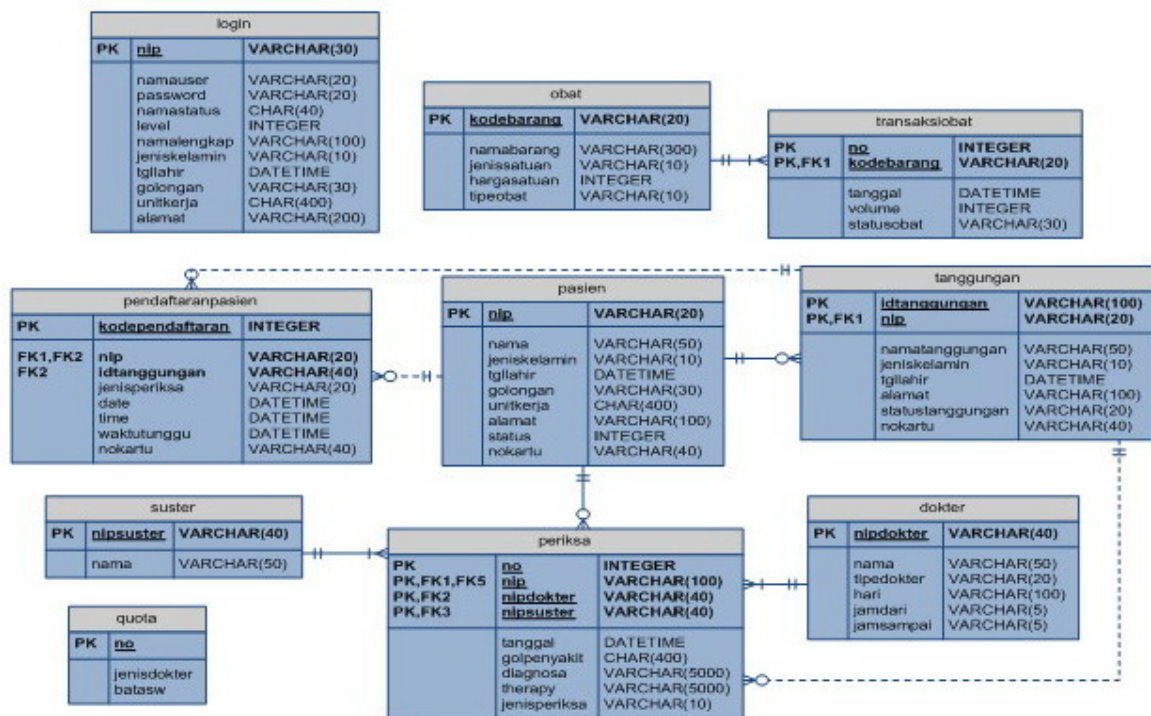 login
PK nip VARCHAR(30)
namauser VARCHAR(20)
password VARCHAR(20)
namastatus CHAR(40)
level INTEGER
namalengkap VARCHAR(100)
jeniskelamin VARCHAR(10)
tgllahir DATETIME
golongan VARCHAR(30)
unitkerja CHAR(400)
alamat VARCHAR(200)
obat
PK kodebarang VARCHAR(20)
namabarang VARCHAR(300)
jenissatuan VARCHAR(10)
hargasatuan INTEGER
tipeobat VARCHAR(10)
transaksiobat
PK no INTEGER
PK,FK1 kodebarang VARCHAR(20)
tanggal DATETIME
volume INTEGER
statusobat VARCHAR(30)
pendaftaranpasien
PK kodependaftaran INTEGER
FK1,FK2 nip VARCHAR(20)
FK2 idtanggungan VARCHAR(40)
jenisperiksa VARCHAR(20)
date DATETIME
time DATETIME
waktutunggu DATETIME
nokartu VARCHAR(40)
pasien
PK nip VARCHAR(20)
nama VARCHAR(50)
jeniskelamin VARCHAR(10)
tgllahir DATETIME
golongan VARCHAR(30)
unitkerja CHAR(400)
alamat VARCHAR(100)
status INTEGER
nokartu VARCHAR(40)
tanggungan
PK idtanggungan VARCHAR(100)
PK,FK1 nip VARCHAR(20)
namatanggungan VARCHAR(50)
jeniskelamin VARCHAR(10)
tgllahir DATETIME
alamat VARCHAR(100)
statustanggungan VARCHAR(20)
nokartu VARCHAR(40)
suster
PK nipsuster VARCHAR(40)
nama VARCHAR(50)
periksa
PK no INTEGER
PK,FK1,FK5 nip VARCHAR(100)
PK,FK2 nipdokter VARCHAR(40)
PK,FK3 nipsuster VARCHAR(40)
tanggal DATETIME
golpenyakit CHAR(400)
diagnosa VARCHAR(5000)
therapy VARCHAR(5000)
jenisperiksa VARCHAR(10)
dokter
PK nipdokter VARCHAR(40)
nama VARCHAR(50)
tipedokter VARCHAR(20)
hari VARCHAR(100)
jamdari VARCHAR(5)
jamsampai VARCHAR(5)
quota
PK no
jenisdokter
batasw